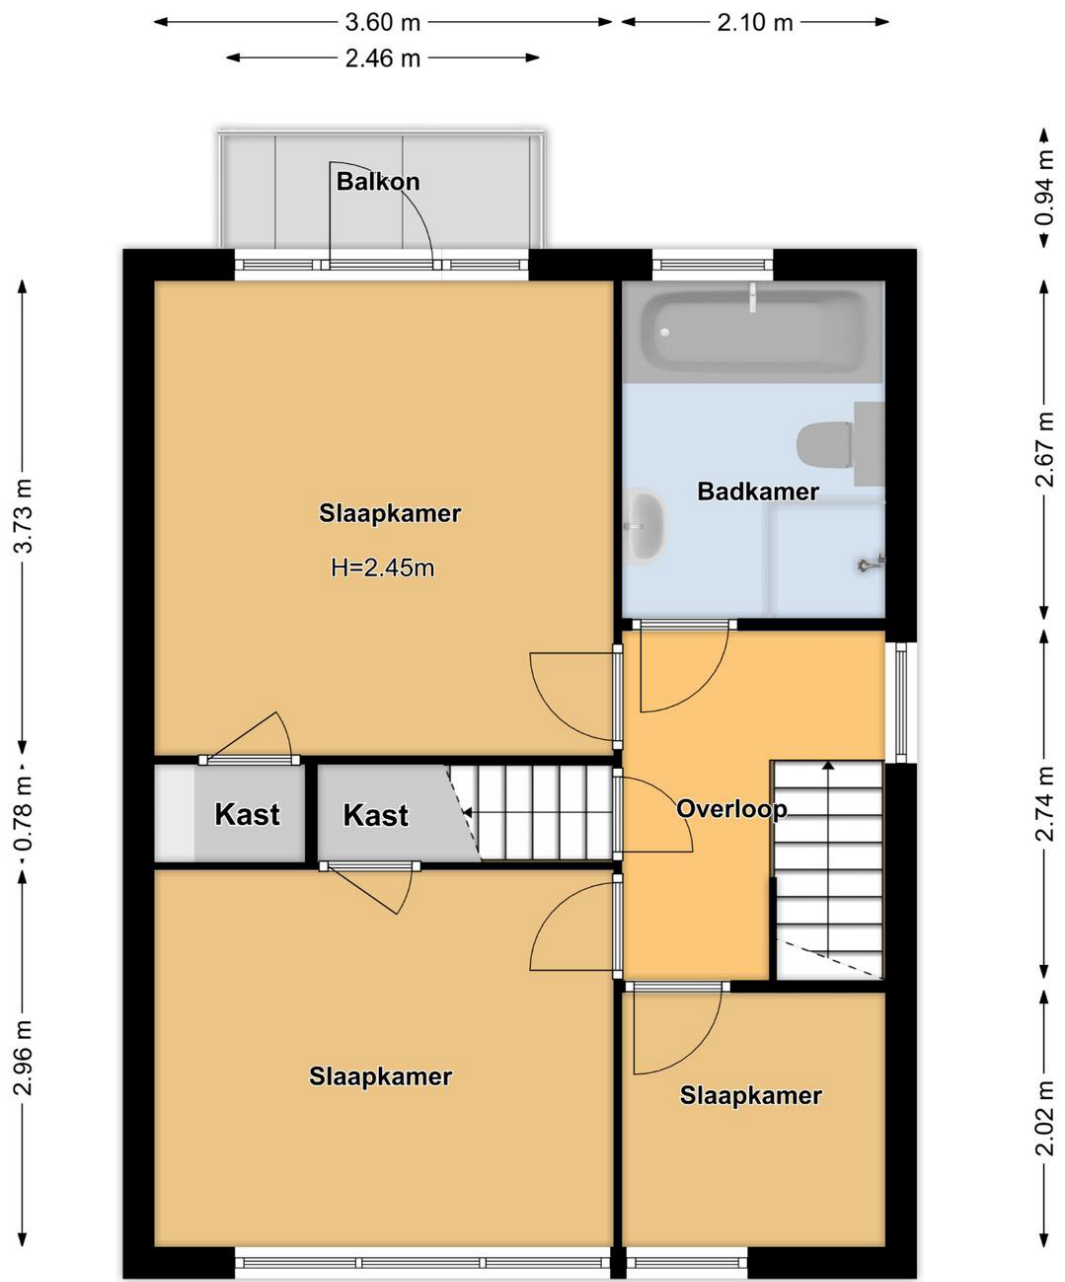 3.60 m
2.10 m
2.46 m
0.94 m
Balkon
3.73 m
2.67 m
Slaapkamer
H=2.45m
Badkamer
0.78 m
Kast
Kast
Overloop
2.74 m
2.96 m
Slaapkamer
Slaapkamer
2.02 m